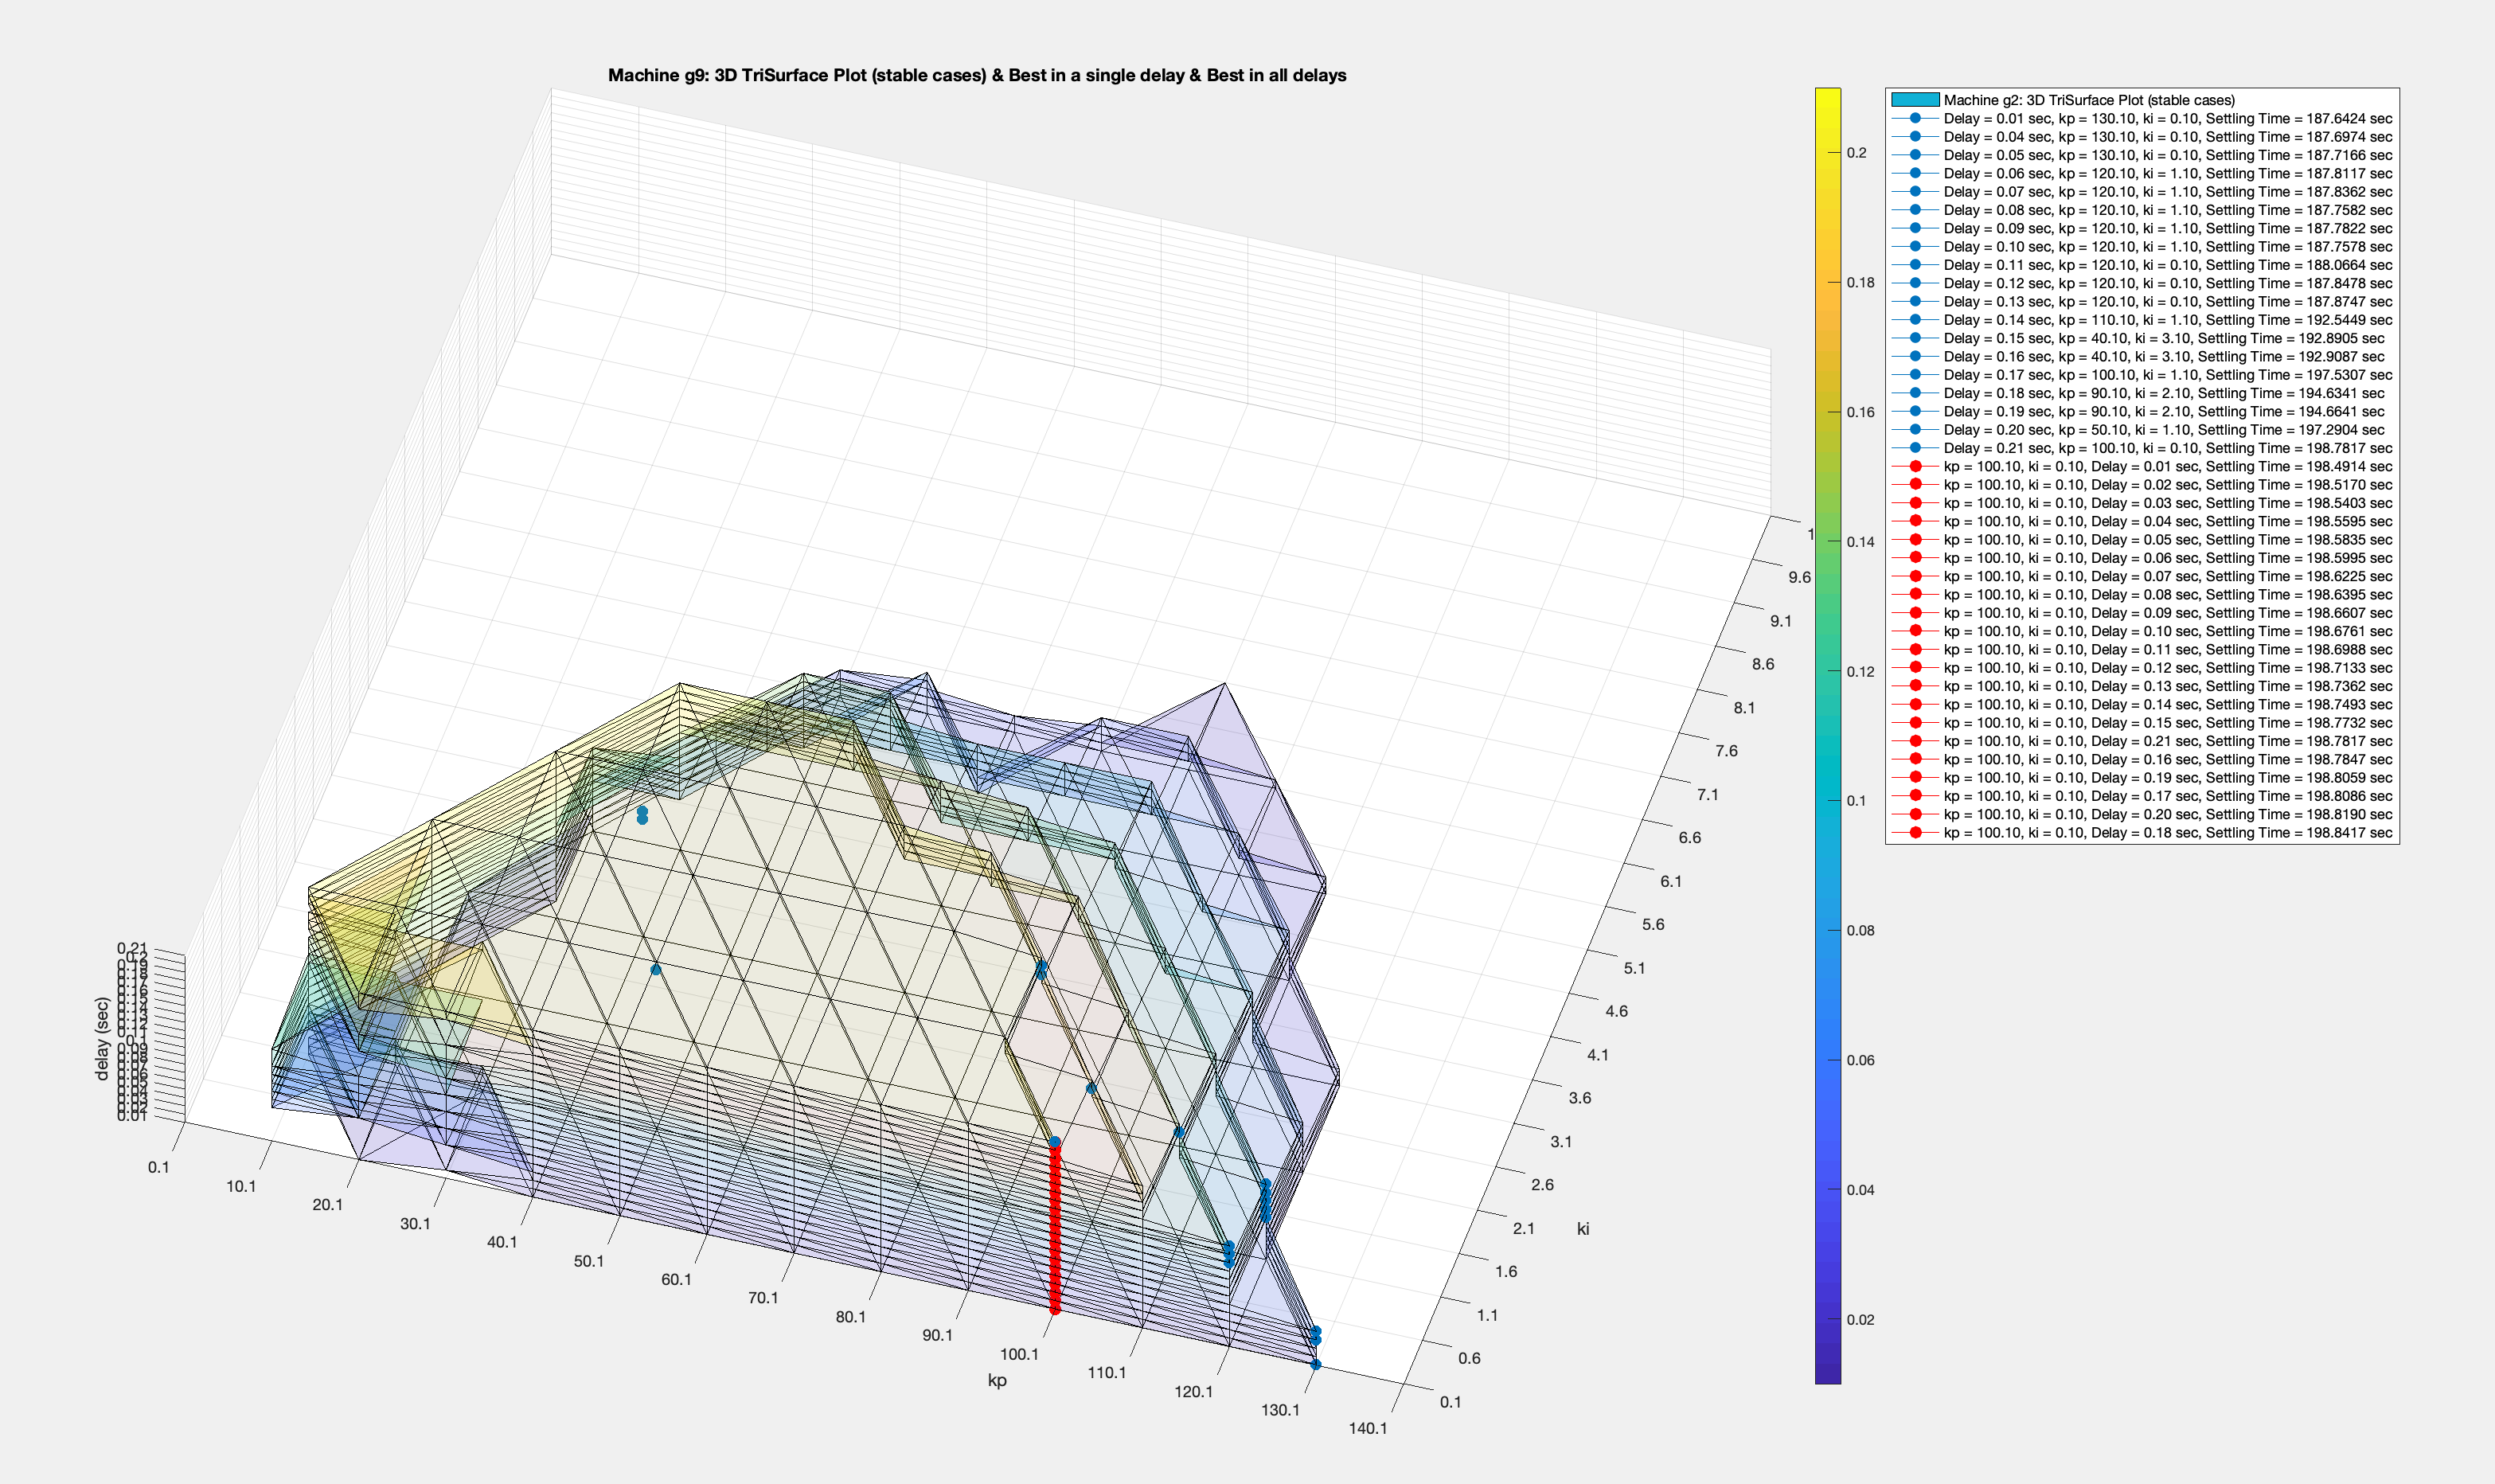 Machine g9: 3D TriSurface Plot (stable cases) & Best in a single delay & Best in all delays
Machine g2: 3D TriSurface Plot (stable cases)
Delay = 0.01 sec, kp = 130.10, ki = 0.10, Settling Time = 187.6424 sec
Delay = 0.04 sec, kp = 130.10, ki = 0.10, Settling Time = 187.6974 sec
Delay = 0.05 sec, kp = 130.10, ki = 0.10, Settling Time = 187.7166 sec
Delay = 0.06 sec, kp = 120.10, ki = 1.10, Settling Time = 187.8117 sec
Delay = 0.07 sec, kp = 120.10, ki = 1.10, Settling Time = 187.8362 sec
Delay = 0.08 sec, kp = 120.10, ki = 1.10, Settling Time = 187.7582 sec
Delay = 0.09 sec, kp = 120.10, ki = 1.10, Settling Time = 187.7822 sec
Delay = 0.10 sec, kp = 120.10, ki = 1.10, Settling Time = 187.7578 sec
Delay = 0.11 sec, kp = 120.10, ki = 0.10, Settling Time = 188.0664 sec
Delay = 0.12 sec, kp = 120.10, ki = 0.10, Settling Time = 187.8478 sec
Delay = 0.13 sec, kp = 120.10, ki = 0.10, Settling Time = 187.8747 sec
Delay = 0.14 sec, kp = 110.10, ki = 1.10, Settling Time = 192.5449 sec
Delay = 0.15 sec, kp = 40.10, ki = 3.10, Settling Time = 192.8905 sec
Delay = 0.16 sec, kp = 40.10, ki = 3.10, Settling Time = 192.9087 sec
Delay = 0.17 sec, kp = 100.10, ki = 1.10, Settling Time = 197.5307 sec
Delay = 0.18 sec, kp = 90.10, ki = 2.10, Settling Time = 194.6341 sec
Delay = 0.19 sec, kp = 90.10, ki = 2.10, Settling Time = 194.6641 sec
Delay = 0.20 sec, kp = 50.10, ki = 1.10, Settling Time = 197.2904 sec
Delay = 0.21 sec, kp = 100.10, ki = 0.10, Settling Time = 198.7817 sec
kp = 100.10, ki = 0.10, Delay = 0.01 sec, Settling Time = 198.4914 sec
kp = 100.10, ki = 0.10, Delay = 0.02 sec, Settling Time = 198.5170 sec
kp = 100.10, ki = 0.10, Delay = 0.03 sec, Settling Time = 198.5403 sec
kp = 100.10, ki = 0.10, Delay = 0.04 sec, Settling Time = 198.5595 sec
kp = 100.10, ki = 0.10, Delay = 0.05 sec, Settling Time = 198.5835 sec
kp = 100.10, ki = 0.10, Delay = 0.06 sec, Settling Time = 198.5995 sec
kp = 100.10, ki = 0.10, Delay = 0.07 sec, Settling Time = 198.6225 sec
kp = 100.10, ki = 0.10, Delay = 0.08 sec, Settling Time = 198.6395 sec
kp = 100.10, ki = 0.10, Delay = 0.09 sec, Settling Time = 198.6607 sec
kp = 100.10, ki = 0.10, Delay = 0.10 sec, Settling Time = 198.6761 sec
kp = 100.10, ki = 0.10, Delay = 0.11 sec, Settling Time = 198.6988 sec
kp = 100.10, ki = 0.10, Delay = 0.12 sec, Settling Time = 198.7133 sec
kp = 100.10, ki = 0.10, Delay = 0.13 sec, Settling Time = 198.7362 sec
kp = 100.10, ki = 0.10, Delay = 0.14 sec, Settling Time = 198.7493 sec
kp = 100.10, ki = 0.10, Delay = 0.15 sec, Settling Time = 198.7732 sec
kp = 100.10, ki = 0.10, Delay = 0.21 sec, Settling Time = 198.7817 sec
kp = 100.10, ki = 0.10, Delay = 0.16 sec, Settling Time = 198.7847 sec
kp = 100.10, ki = 0.10, Delay = 0.19 sec, Settling Time = 198.8059 sec
kp = 100.10, ki = 0.10, Delay = 0.17 sec, Settling Time = 198.8086 sec
kp = 100.10, ki = 0.10, Delay = 0.20 sec, Settling Time = 198.8190 sec
kp = 100.10, ki = 0.10, Delay = 0.18 sec, Settling Time = 198.8417 sec
0.2
0.18
0.16
0.14
0.12
0.1
0.08
0.06
0.04
0.02
1
9.6
9.1
8.6
8.1
7.6
7.1
6.6
6.1
5.6
5.1
4.6
4.1
3.6
3.1
2.6
2.1
1.6
1.1
0.6
0.1
ki
delay (sec)
0.21
0.2
0.19
0.18
0.17
0.16
0.15
0.14
0.13
0.12
0.11
0.1
0.09
0.08
0.07
0.06
0.05
0.04
0.03
0.02
0.01
0.1
10.1
20.1
30.1
40.1
50.1
60.1
70.1
80.1
90.1
100.1
110.1
120.1
130.1
140.1
kp